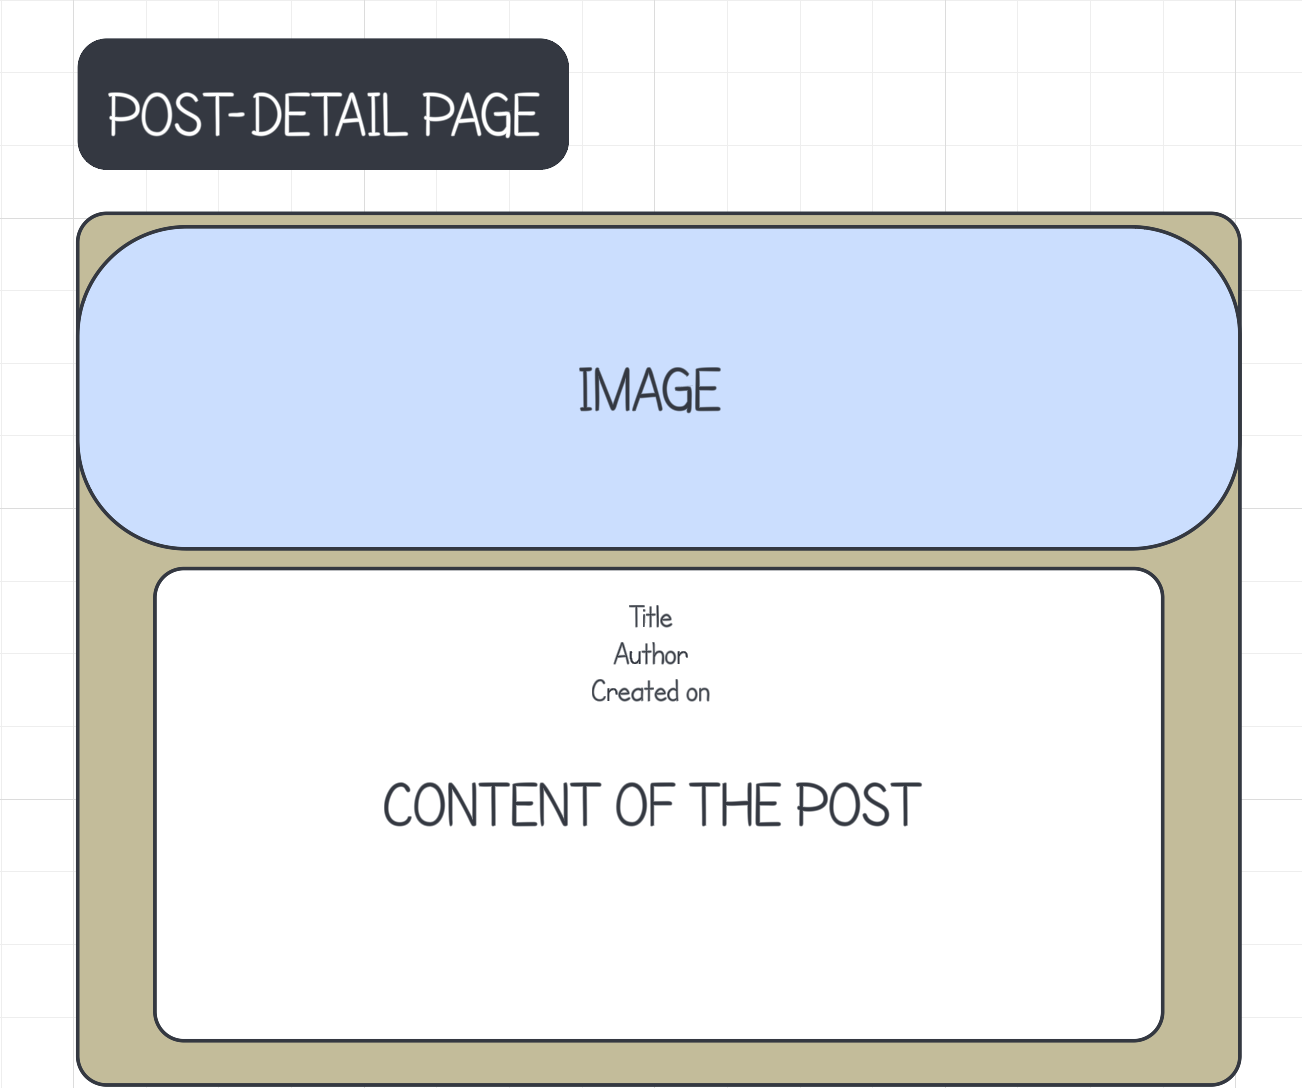 POST-DETAIL PAGE
IMAGE
Title
Author
Created on
CONTENT OF THE POST